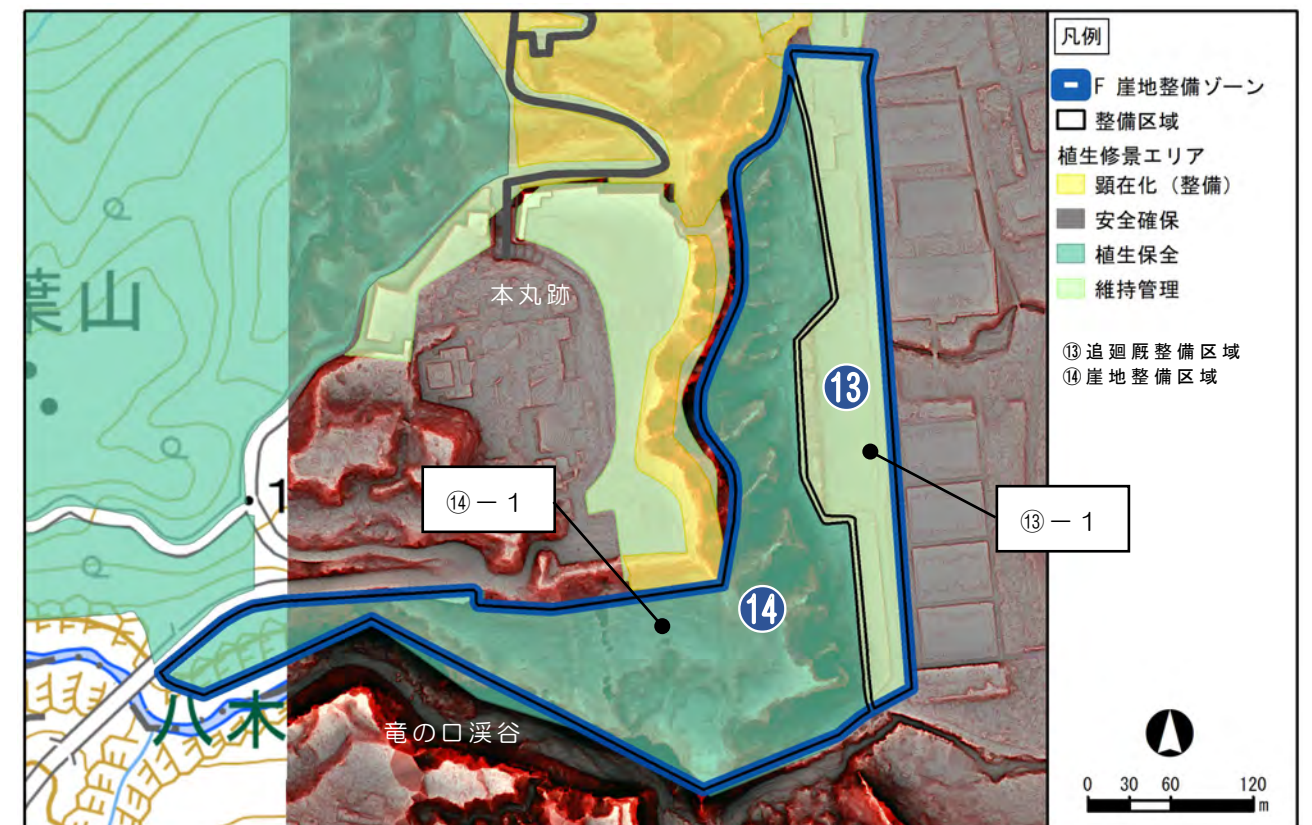 凡例
F 崖地整備ゾーン
整備区域
植生修景エリア
顕在化（整備）
安全確保
植生保全
維持管理
⑬追廻厩整備区域
⑭崖地整備区域
葉山
本丸跡
⑬
⑭－１
1
⑬－１
⑭
八木
竜の口渓谷
0 30 60 120
m